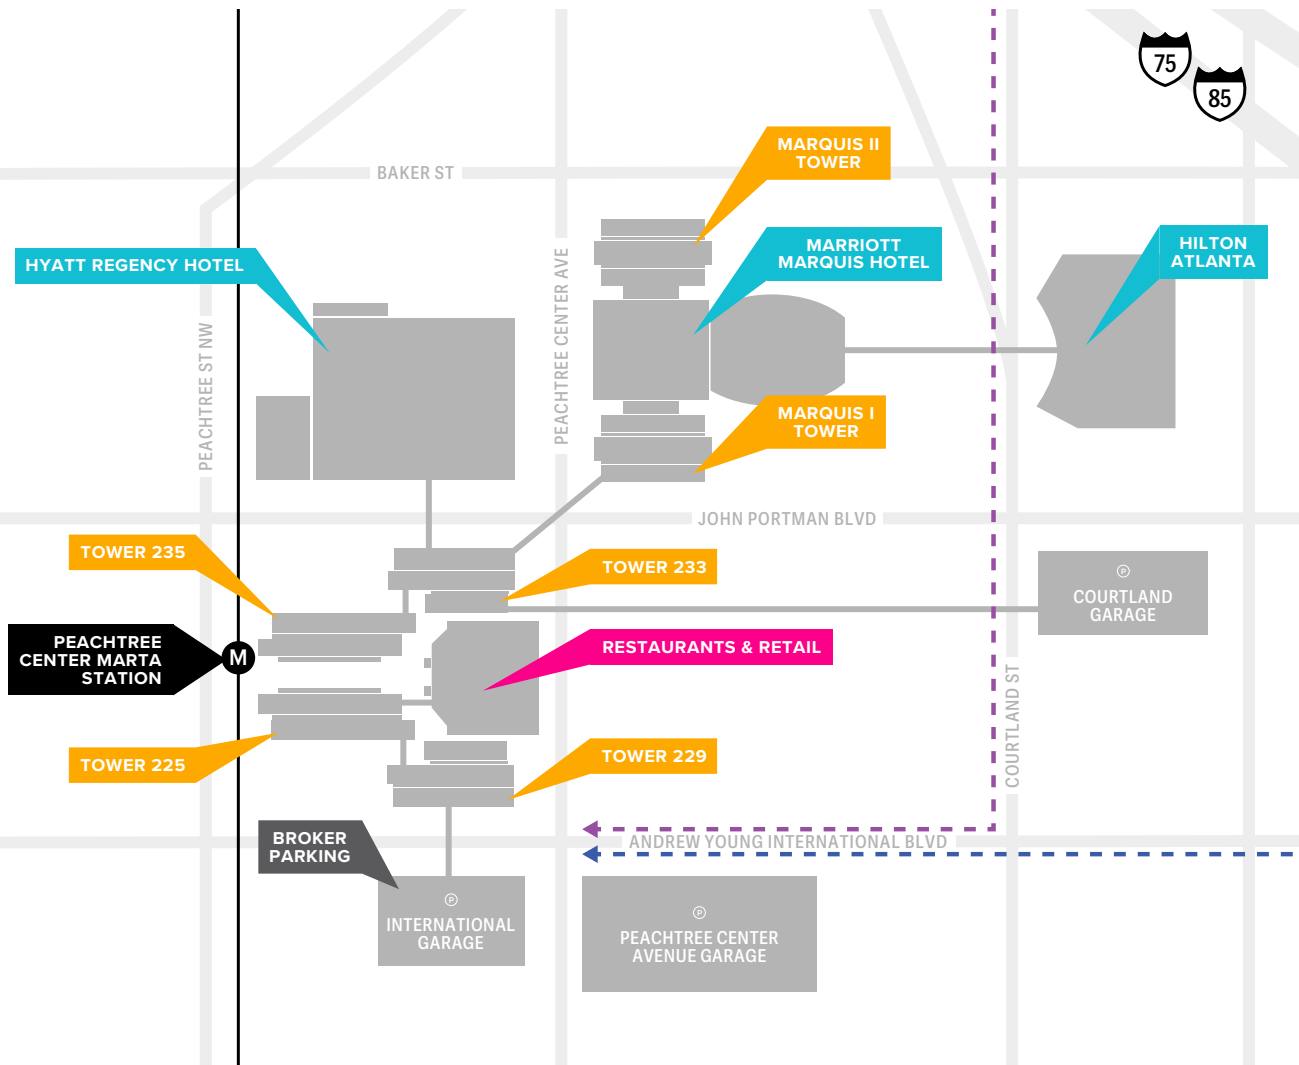 75
85
MARQUIS II
TOWER
BAKER ST
MARRIOTT
MARQUIS HOTEL
HILTON
ATLANTA
HYATT REGENCY HOTEL
PEACHTREE ST NW
PEACHTREE CENTER AVE
MARQUIS I
TOWER
JOHN PORTMAN BLVD
TOWER 235
TOWER 233
P
COURTLAND
GARAGE
PEACHTREE
CENTER MARTA
STATION
M
RESTAURANTS & RETAIL
COURTLAND ST
TOWER 225
TOWER 229
BROKER
PARKING
ANDREW YOUNG INTERNATIONAL BLVD
P
INTERNATIONAL
GARAGE
P
PEACHTREE CENTER
AVENUE GARAGE